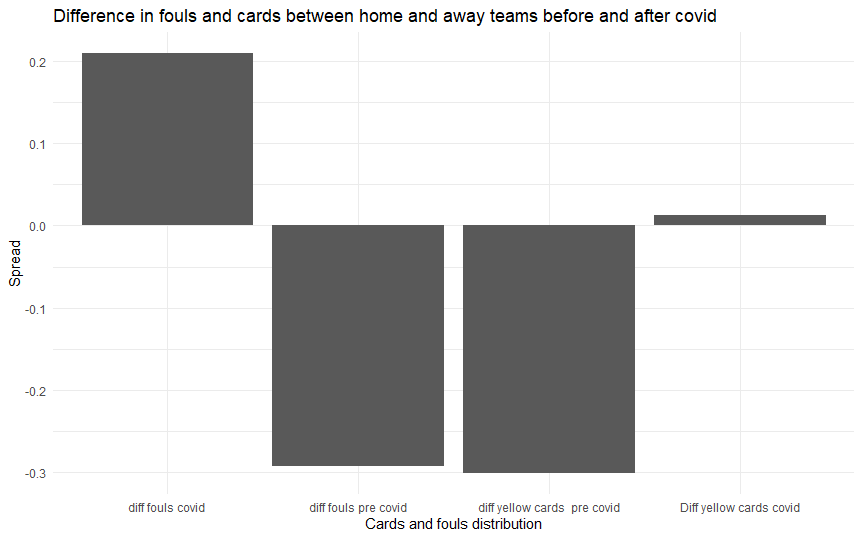 Difference in fouls and cards between home and away teams before and after covid
0.2
0.1
0.0
-0.1
-0.2
-0.3
Spread
diff fouls covid
diff fouls pre covid
diff yellow cards  pre covid
Diff yellow cards covid
Cards and fouls distribution